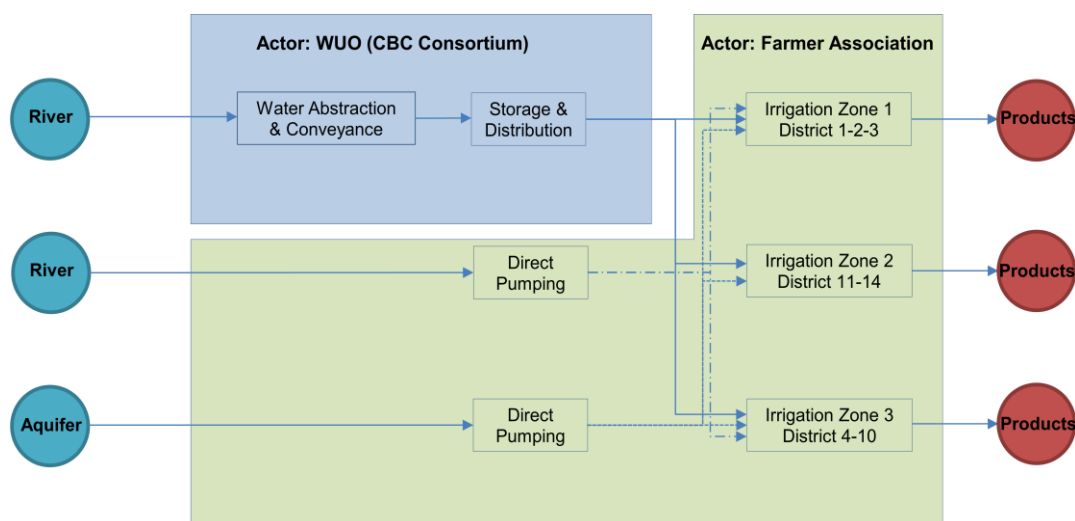 Actor: WUO (CBC Consortium)
Actor: Farmer Association
River
Water Abstraction
& Conveyance
Storage &
Distribution
Irrigation Zone 1
District 1-2-3
Products
River
Direct
Pumping
Irrigation Zone 2
District 11-14
Products
Aquifer
Direct
Pumping
Irrigation Zone 3
District 4-10
Products